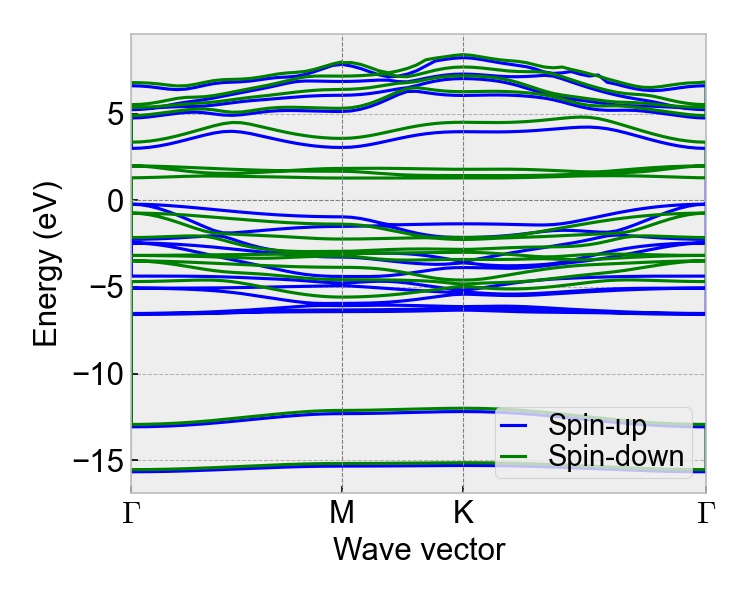 Energy (eV)
5
0
−5
−10
−15
Spin-up
Spin-down
Γ M K Γ
Wave vector